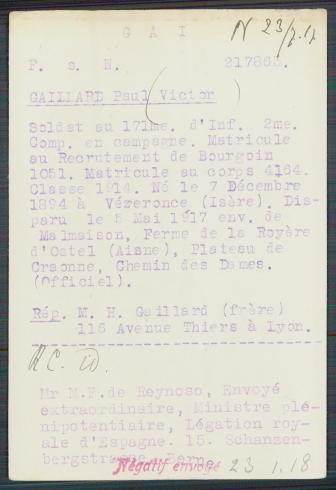 G A I
N 23/7.17
F. s. N. 217863.
GAILLARD Paul (Victor)
Soldat au 171me. d'Inf. 2me.
Comp. en campagne. Matricule
au Recrutement de Bourgoin
1051. Matricule au corps 4164.
Classe 1914. Né le 7 Décembre
1894 à Vézeronce (Isère). Dis-
paru le 5 Mai 1917 env. de
Malmaison, Ferme de la Royère
d'Ostel (Aisne), Plateau de
Craonne, Chemin des Dames.
(Officiel).
Rép. M. H. Gaillard (frère)
116 Avenue Thiers à Lyon.
Mr M.F. de Reynoso, Envoyé
extraordinaire, Ministre plé-
nipotentiaire, Légation roy-
ale d'Espagne. 15. Schanzen-
bergstrasse. Berne.
Négatif envoyé 23.1.18